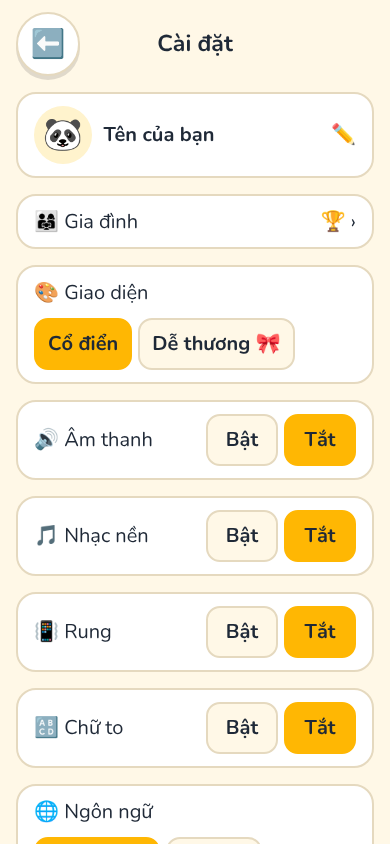 Cài đặt
Tên của bạn
Gia đình
Giao diện
Cổ điển Dễ thương
Âm thanh Bật Tắt
Nhạc nền Bật Tắt
Rung Bật Tắt
Chữ to Bật Tắt
Ngôn ngữ